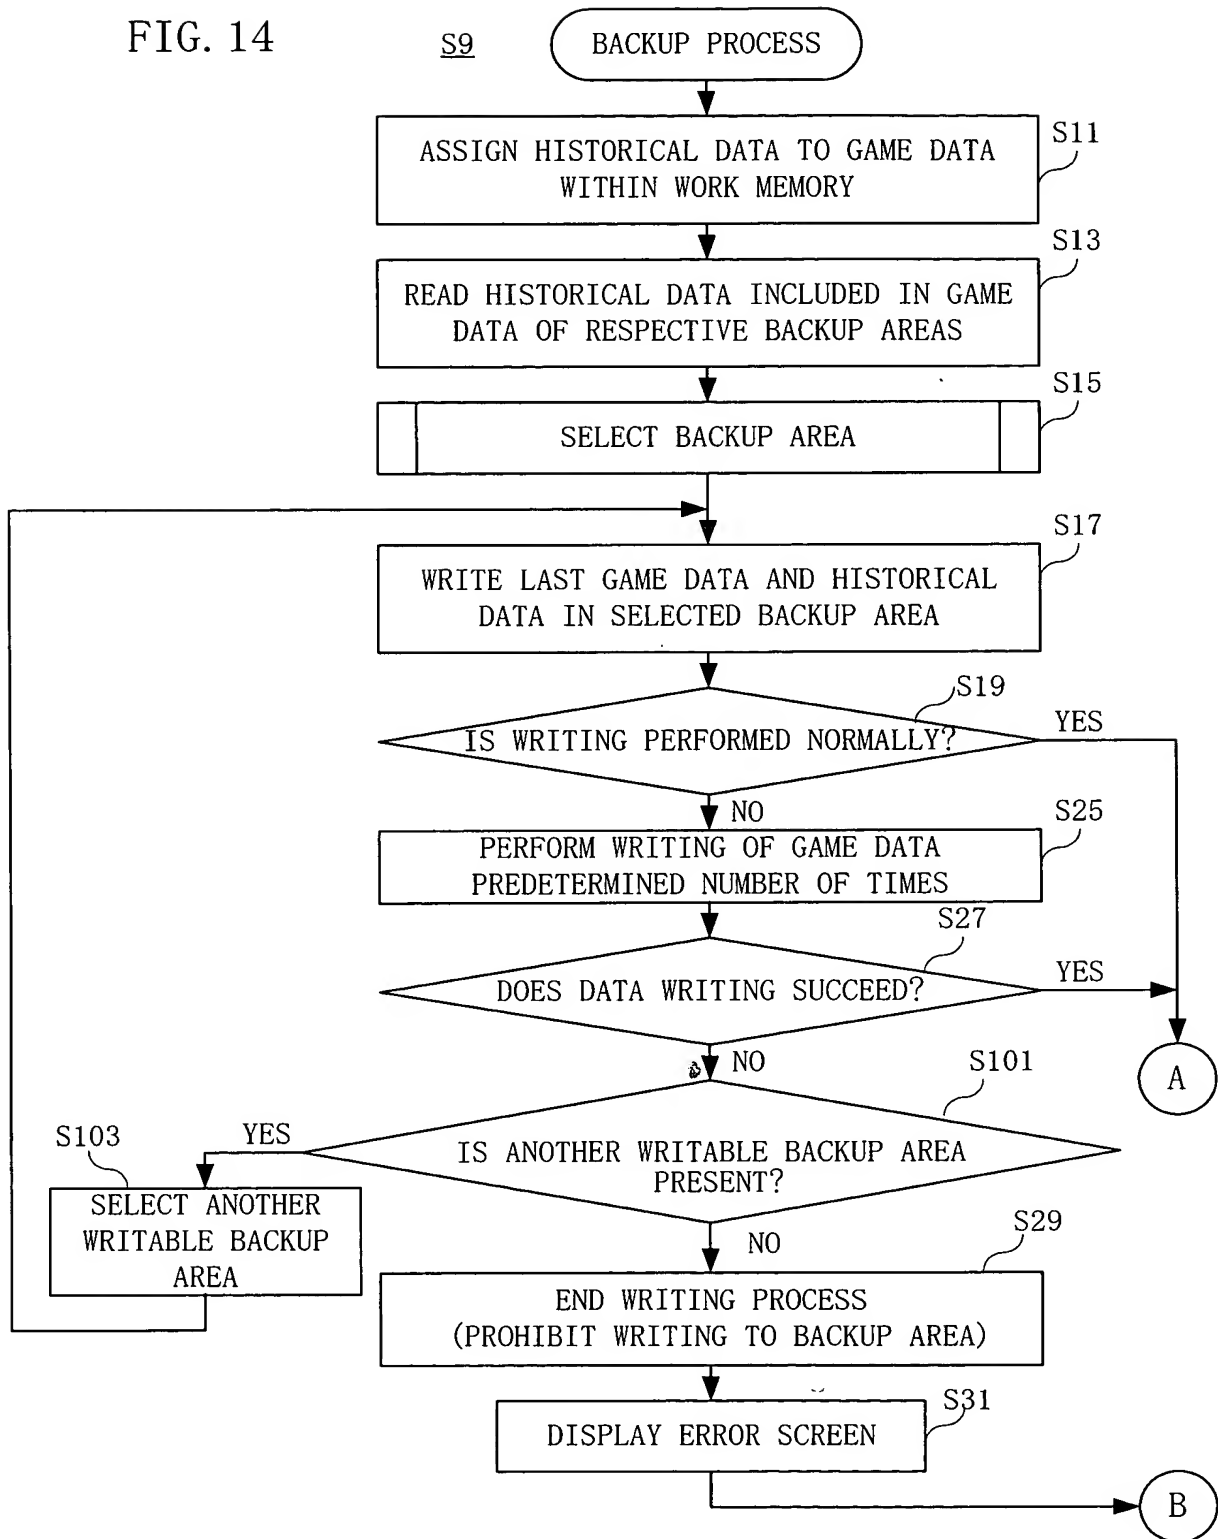 FIG. 14
S9
BACKUP PROCESS
S11
ASSIGN HISTORICAL DATA TO GAME DATA
WITHIN WORK MEMORY
S13
READ HISTORICAL DATA INCLUDED IN GAME
DATA OF RESPECTIVE BACKUP AREAS
S15
SELECT BACKUP AREA
S17
WRITE LAST GAME DATA AND HISTORICAL
DATA IN SELECTED BACKUP AREA
S19
IS WRITING PERFORMED NORMALLY?
YES
NO
S25
PERFORM WRITING OF GAME DATA
PREDETERMINED NUMBER OF TIMES
S27
DOES DATA WRITING SUCCEED?
YES
NO
A
S101
IS ANOTHER WRITABLE BACKUP AREA
PRESENT?
YES
S103
SELECT ANOTHER
WRITABLE BACKUP
AREA
NO
S29
END WRITING PROCESS
(PROHIBIT WRITING TO BACKUP AREA)
S31
DISPLAY ERROR SCREEN
B